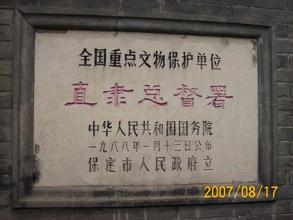 全国重点文物保护单位
直隶总督署
中华人民共和国国务院
一九八八年一月十三日公布
保定市人民政府立
2007/08/17